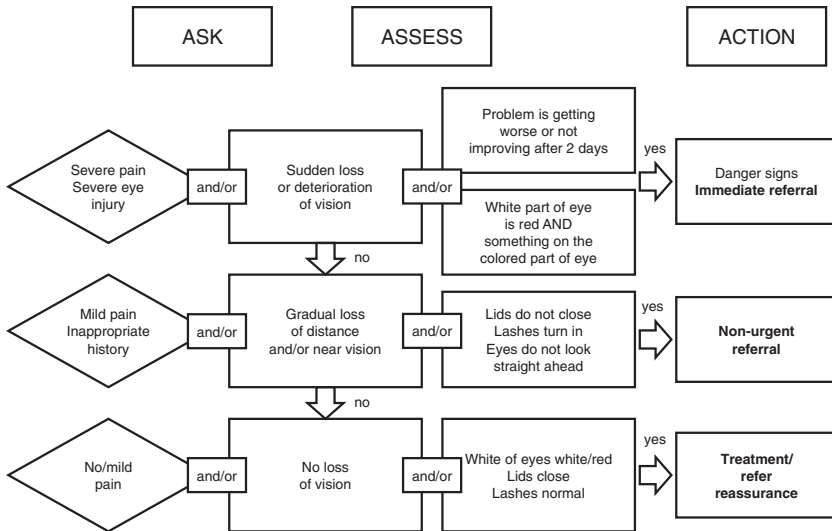 ASK
ASSESS
ACTION
Severe pain
Severe eye
injury
and/or
Sudden loss
or deterioration
of vision
and/or
Problem is getting
worse or not
improving after 2 days
White part of eye
is red AND
something on the
colored part of eye
yes
Danger signs
Immediate referral
no
Mild pain
Inappropriate
history
and/or
Gradual loss
of distance
and/or near vision
and/or
Lids do not close
Lashes turn in
Eyes do not look
straight ahead
yes
Non-urgent
referral
no
No/mild
pain
and/or
No loss
of vision
and/or
White of eyes white/red
Lids close
Lashes normal
yes
Treatment/
refer
reassurance